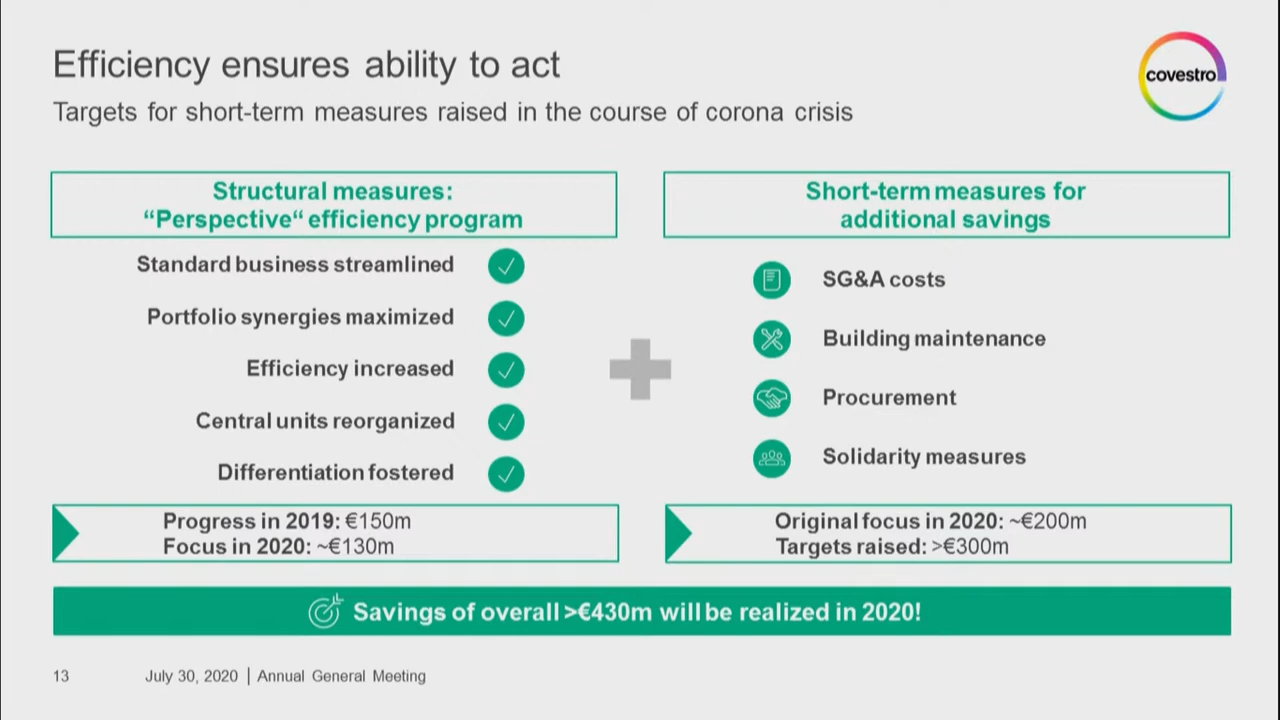 Efficiency ensures ability to act
Targets for short-term measures raised in the course of corona crisis
covestro
Structural measures:
“Perspective“ efficiency program
Standard business streamlined
Portfolio synergies maximized
Efficiency increased
Central units reorganized
Differentiation fostered
Progress in 2019: €150m
Focus in 2020: ~€130m
Short-term measures for
additional savings
SG&A costs
Building maintenance
Procurement
Solidarity measures
Original focus in 2020: ~€200m
Targets raised: >€300m
Savings of overall >€430m will be realized in 2020!
13 July 30, 2020 | Annual General Meeting